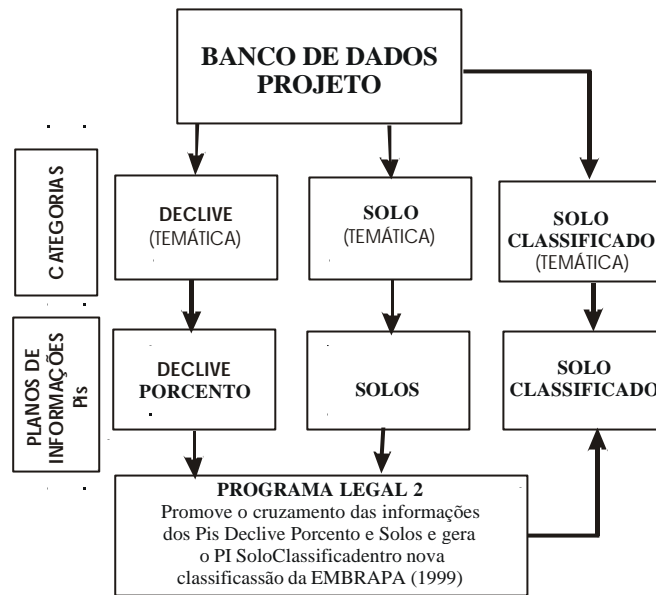 BANCO DE DADOS
PROJETO
CATEGORIAS
DECLIVE
(TEMÁTICA)
SOLO
(TEMÁTICA)
SOLO
CLASSIFICADO
(TEMÁTICA)
PLANOS DE
INFORMAÇÕES
Pis
DECLIVE
PORCENTO
SOLOS
SOLO
CLASSIFICADO
PROGRAMA LEGAL 2
Promove o cruzamento das informações
dos Pis Declive Porcento e Solos e gera
o PI SoloClassificadentro nova
classificassão da EMBRAPA (1999)